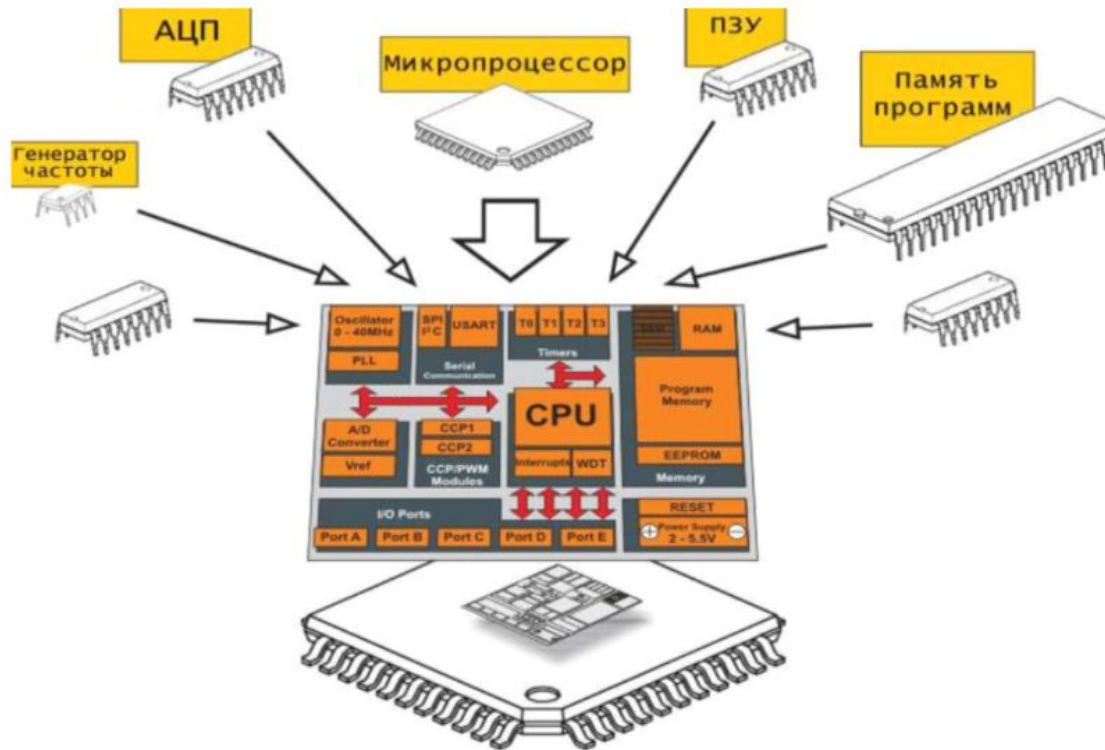 АЦП
Микропроцессор
ПЗУ
Память
программ
Генератор
частоты
Oscillator
0 - 40MHz
PLL
SPI
I²C
USART
Serial
Communication
T0 T1 T2 T3
Timers
RAM
Program
Memory
EEPROM
Memory
A/D
Converter
Vref
CCP1
CCP2
CCP/PWM
Modules
CPU
Interrupts
WDT
I/O Ports
Port A
Port B
Port C
Port D
Port E
RESET
+ Power Supply −
2 - 5.5V